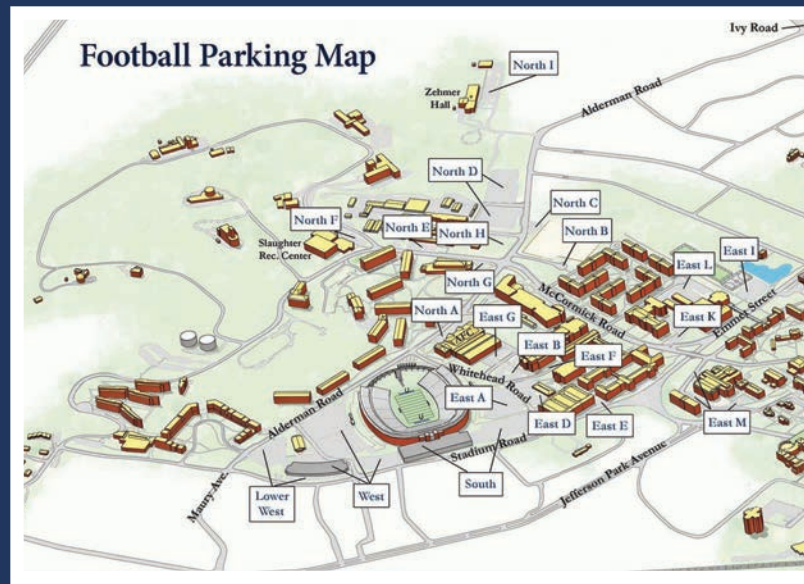 Football Parking Map
Ivy Road
North I
Zehmer
Hall
Alderman Road
North D
North C
North F
North E
North H
North B
Slaughter
Rec. Center
East L
East I
North G
McCormick Road
Emmet Street
North A
East G
East K
AFC
East B
East F
Whitehead Road
East A
Alderman Road
East D
East E
East M
Stadium Road
Maury Ave.
Lower
West
West
South
Jefferson Park Avenue